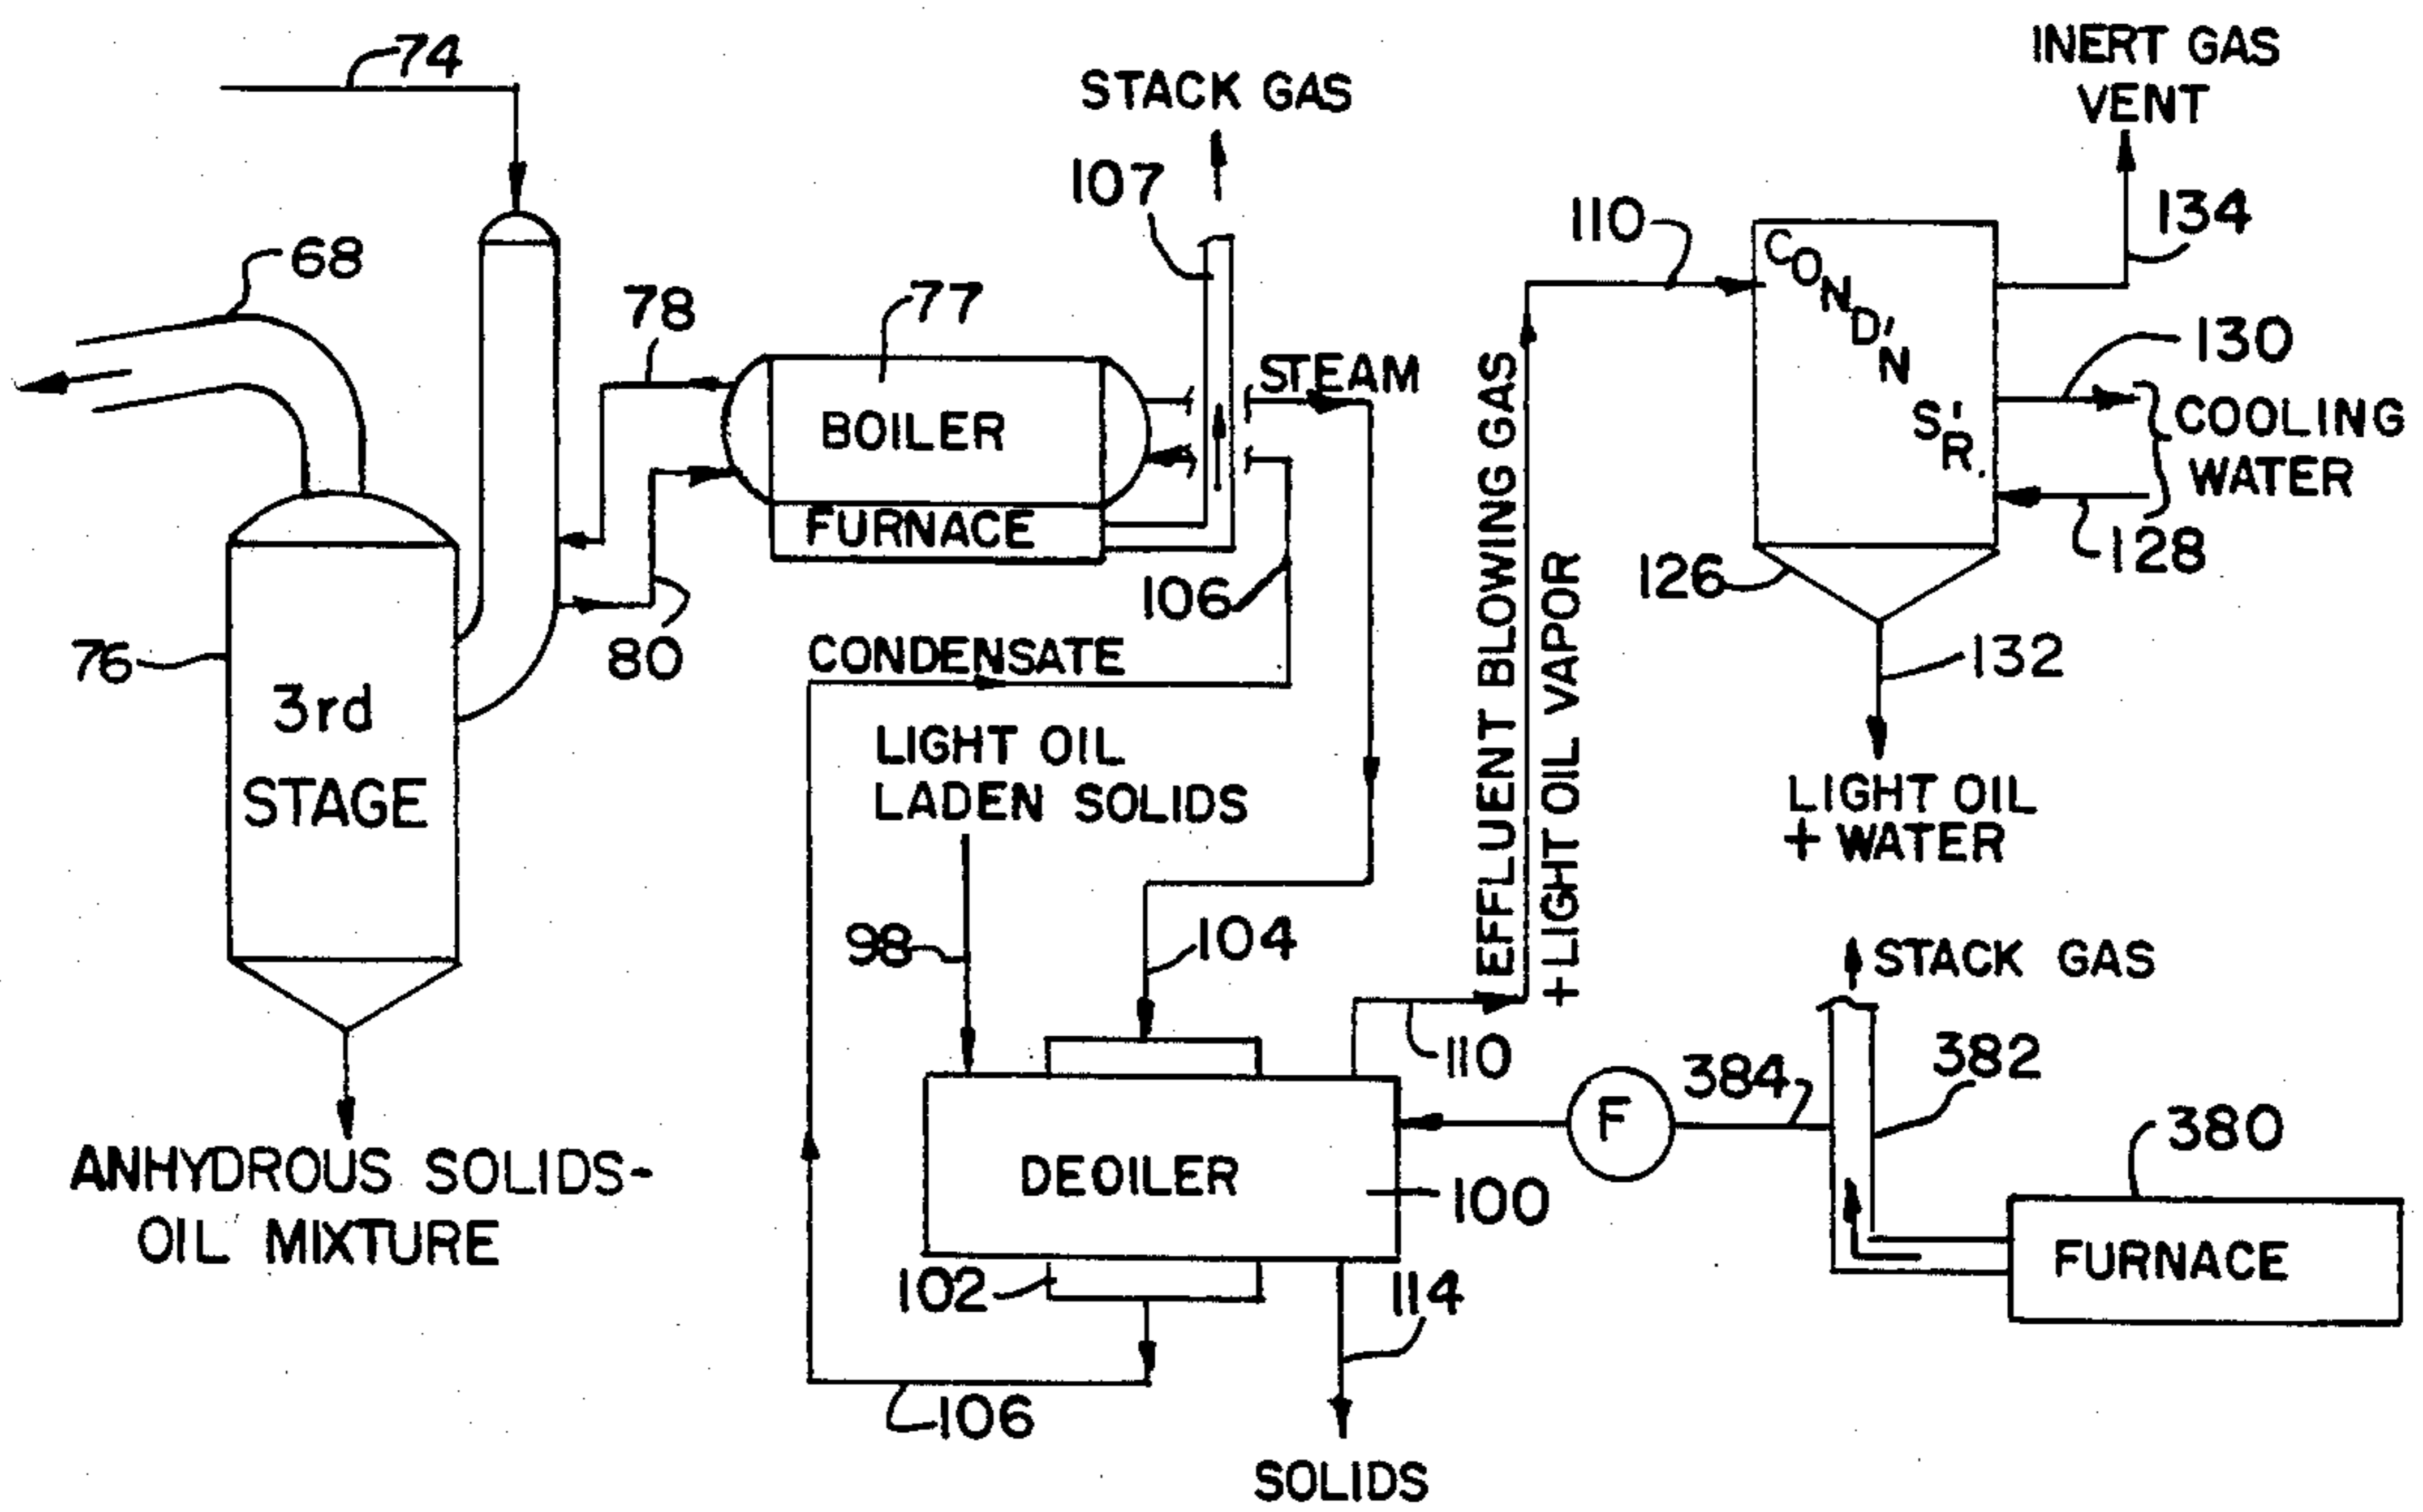 74
68
76
3rd
STAGE
ANHYDROUS SOLIDS-
OIL MIXTURE
78
80
77
BOILER
FURNACE
STACK GAS
107
STEAM
106
CONDENSATE
LIGHT OIL
LADEN SOLIDS
98
104
DEOILER
100
102
106
114
SOLIDS
110
EFFLUENT BLOWING GAS
+LIGHT OIL VAPOR
110
COND'NS'R.
INERT GAS
VENT
134
130
COOLING
WATER
128
126
132
LIGHT OIL
+ WATER
STACK GAS
382
384
F
380
FURNACE